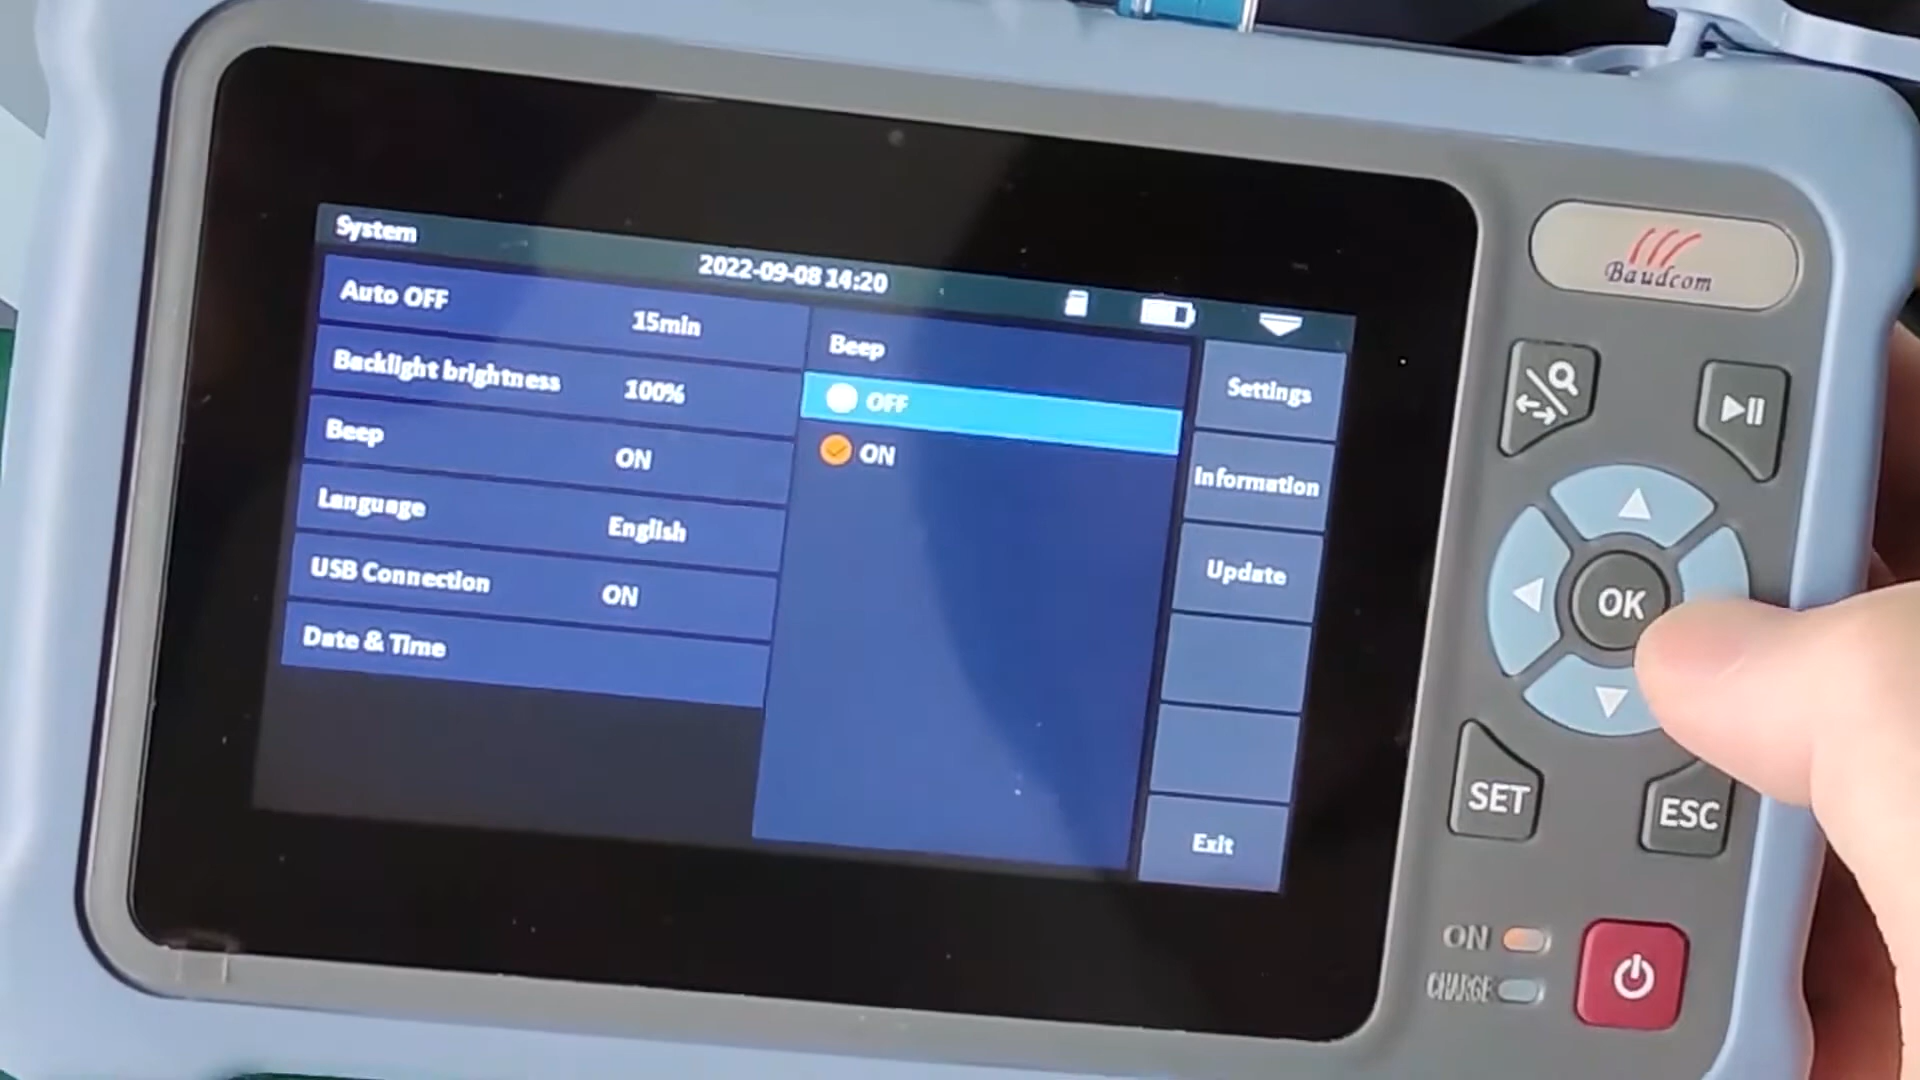 System
2022-09-08 14:20
Auto OFF 15min
Backlight brightness 100%
Beep ON
Language English
USB Connection ON
Date & Time
Beep
OFF
ON
Settings
Information
Update
Exit
Baudcom
OK
SET
ESC
ON
CHARGE